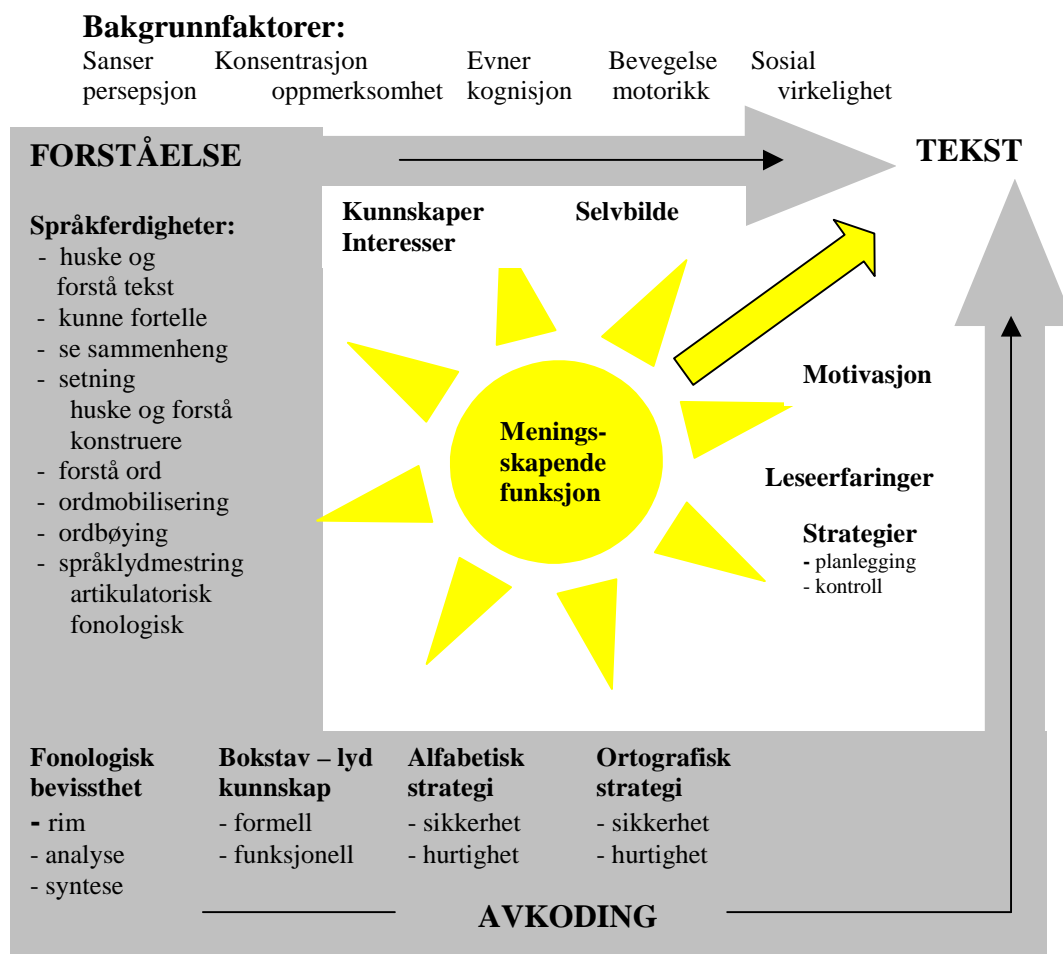 Bakgrunnfaktorer:
Sanser Konsentrasjon Evner Bevegelse Sosial
persepsjon oppmerksomhet kognisjon motorikk virkelighet
FORSTÅELSE
TEKST
Språkferdigheter:
- huske og
forstå tekst
- kunne fortelle
- se sammenheng
- setning
huske og forstå
konstruere
- forstå ord
- ordmobilisering
- ordbøying
- språklydmestring
artikulatorisk
fonologisk
Kunnskaper
Interesser
Selvbilde
Menings-
skapende
funksjon
Motivasjon
Leseerfaringer
Strategier
- planlegging
- kontroll
Fonologisk
bevissthet
- rim
- analyse
- syntese
Bokstav – lyd
kunnskap
- formell
- funksjonell
Alfabetisk
strategi
- sikkerhet
- hurtighet
Ortografisk
strategi
- sikkerhet
- hurtighet
AVKODING